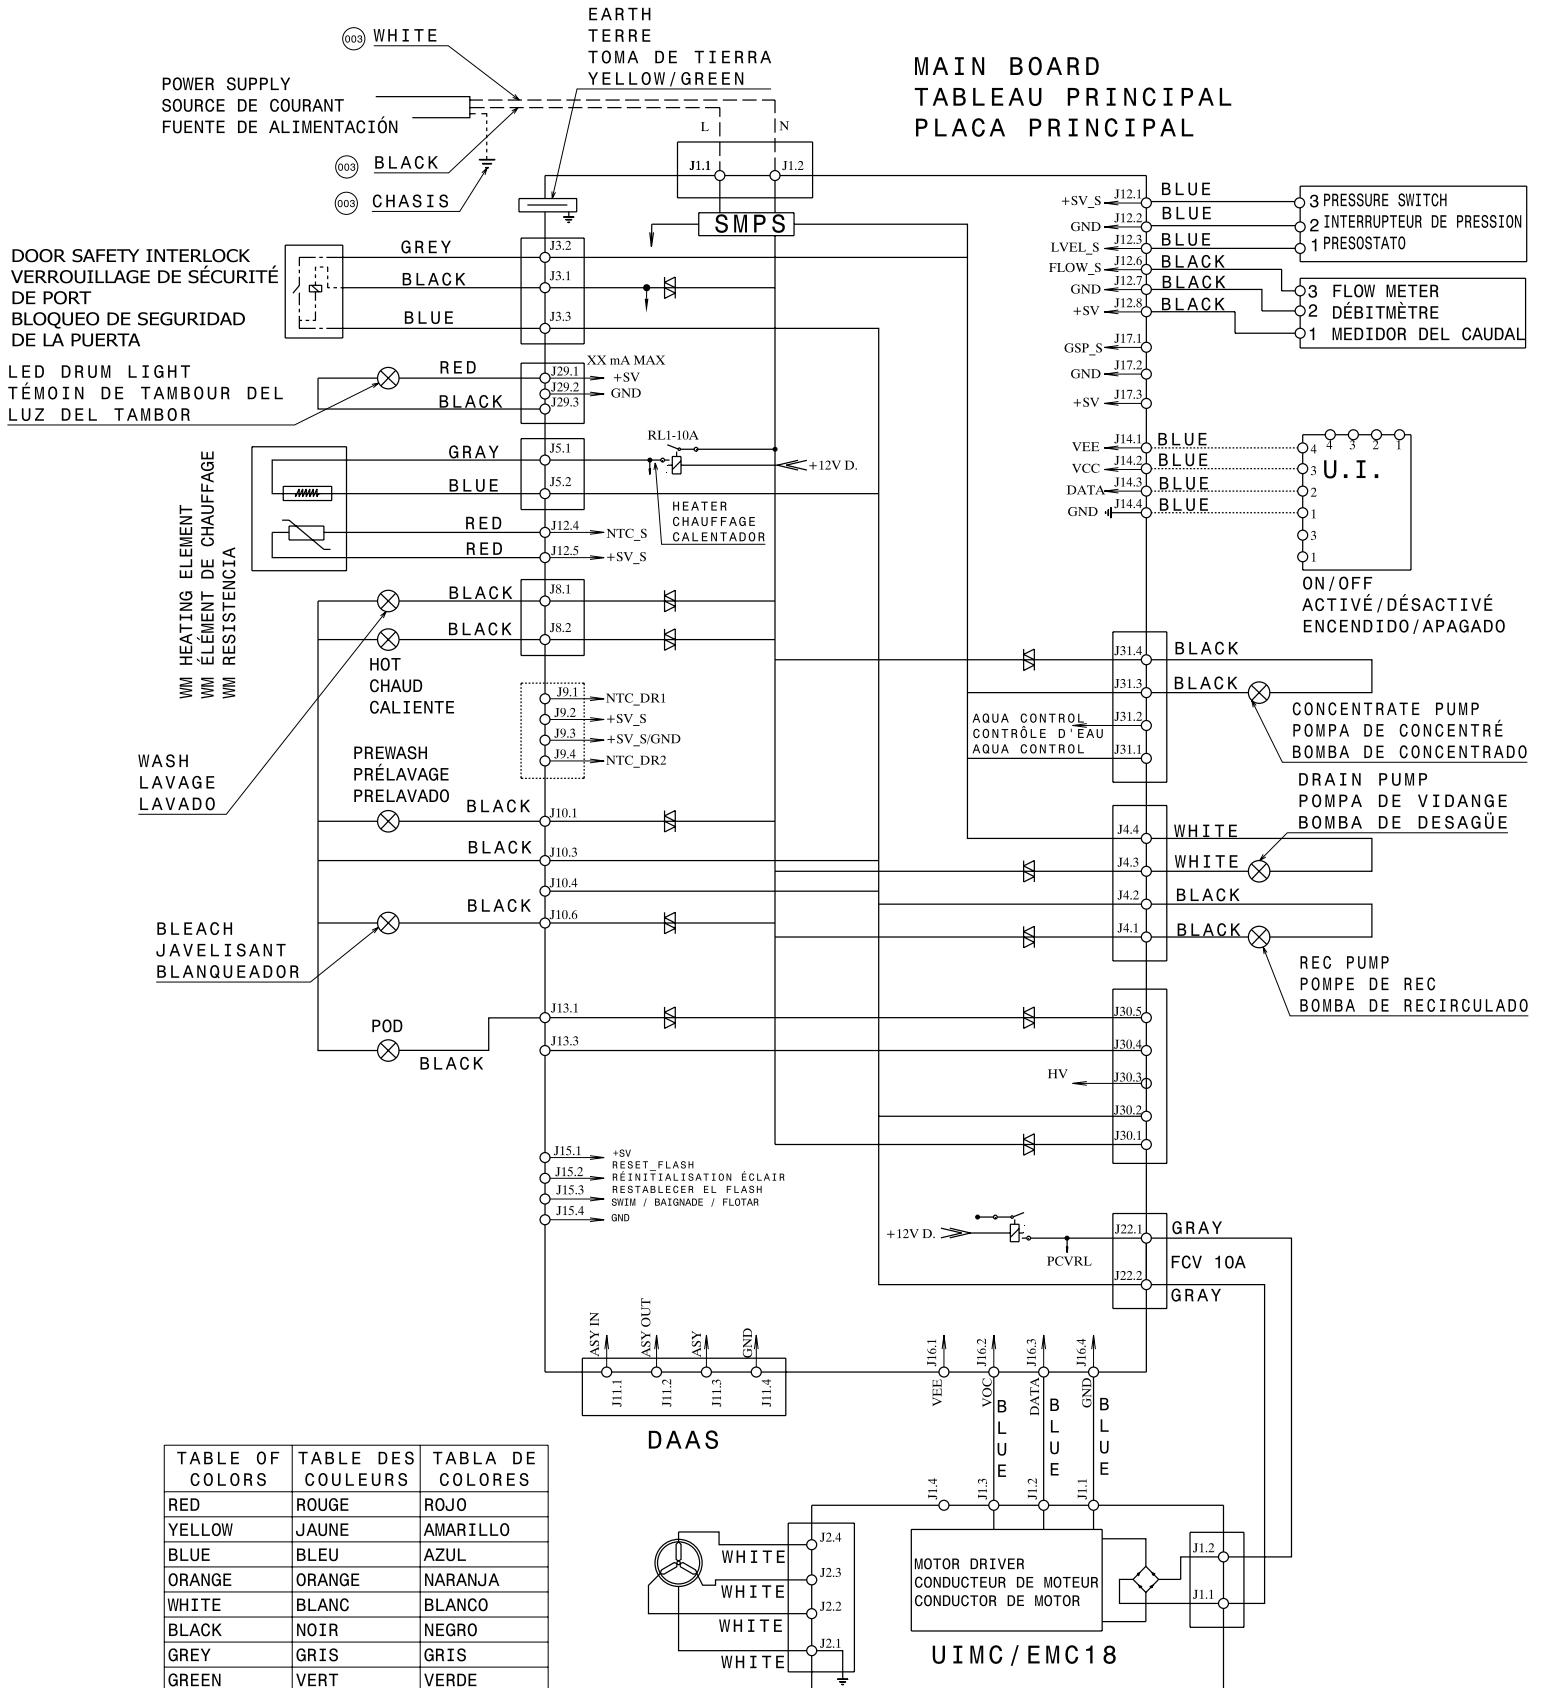 003 WHITE
EARTH
TERRE
TOMA DE TIERRA
YELLOW/GREEN
POWER SUPPLY
SOURCE DE COURANT
FUENTE DE ALIMENTACIÓN
003 BLACK
003 CHASIS
MAIN BOARD
TABLEAU PRINCIPAL
PLACA PRINCIPAL
L
N
J1.1
J1.2
SMPS
DOOR SAFETY INTERLOCK
VERROUILLAGE DE SÉCURITÉ
DE PORT
BLOQUEO DE SEGURIDAD
DE LA PUERTA
GREY
J3.2
BLACK
J3.1
BLUE
J3.3
LED DRUM LIGHT
TÉMOIN DE TAMBOUR DEL
LUZ DEL TAMBOR
RED
BLACK
XX mA MAX
J29.1
+SV
J29.2
GND
J29.3
WM HEATING ELEMENT
WM ÉLÉMENT DE CHAUFFAGE
WM RESISTENCIA
GRAY
J5.1
BLUE
J5.2
RED
J12.4
NTC_S
RED
J12.5
+SV_S
RL1-10A
+12V D.
HEATER
CHAUFFAGE
CALENTADOR
BLACK
J8.1
BLACK
J8.2
HOT
CHAUD
CALIENTE
J9.1
NTC_DR1
J9.2
+SV_S
J9.3
+SV_S/GND
J9.4
NTC_DR2
WASH
LAVAGE
LAVADO
PREWASH
PRÉLAVAGE
PRELAVADO
BLACK
J10.1
BLACK
J10.3
J10.4
BLACK
J10.6
BLEACH
JAVELISANT
BLANQUEADOR
J13.1
POD
BLACK
J13.3
J15.1
+SV
RESET_FLASH
J15.2
RÉINITIALISATION ÉCLAIR
RESTABLECER EL FLASH
J15.3
SWIM / BAIGNADE / FLOTAR
J15.4
GND
+SV_S
J12.1
BLUE
GND
J12.2
BLUE
LVEL_S
J12.3
BLUE
FLOW_S
J12.6
BLACK
GND
J12.7
BLACK
+SV
J12.8
BLACK
3 PRESSURE SWITCH
2 INTERRUPTEUR DE PRESSION
1 PRESOSTATO
3 FLOW METER
2 DÉBITMÈTRE
1 MEDIDOR DEL CAUDAL
GSP_S
J17.1
GND
J17.2
+SV
J17.3
VEE
J14.1
BLUE
VCC
J14.2
BLUE
DATA
J14.3
BLUE
GND
J14.4
BLUE
4 3 2 1
4
3
2
1
3
1
U.I.
ON/OFF
ACTIVÉ/DÉSACTIVÉ
ENCENDIDO/APAGADO
J31.4
BLACK
J31.3
BLACK
J31.2
J31.1
AQUA CONTROL
CONTRÔLE D'EAU
AQUA CONTROL
CONCENTRATE PUMP
POMPA DE CONCENTRÉ
BOMBA DE CONCENTRADO
DRAIN PUMP
POMPA DE VIDANGE
BOMBA DE DESAGÜE
J4.4
WHITE
J4.3
WHITE
J4.2
BLACK
J4.1
BLACK
REC PUMP
POMPE DE REC
BOMBA DE RECIRCULADO
J30.5
J30.4
HV
J30.3
J30.2
J30.1
+12V D.
PCVRL
J22.1
GRAY
FCV 10A
J22.2
GRAY
ASY IN
ASY OUT
ASY
GND
J11.1
J11.2
J11.3
J11.4
DAAS
J16.1
J16.2
J16.3
J16.4
VEE
VOC
DATA
GND
BLUE
BLUE
BLUE
J1.4
J1.3
J1.2
J1.1
MOTOR DRIVER
CONDUCTEUR DE MOTEUR
CONDUCTOR DE MOTOR
J1.2
J1.1
UIMC/EMC18
WHITE
J2.4
WHITE
J2.3
WHITE
J2.2
WHITE
J2.1
TABLE OF COLORS
TABLE DES COULEURS
TABLA DE COLORES
RED ROUGE ROJO
YELLOW JAUNE AMARILLO
BLUE BLEU AZUL
ORANGE ORANGE NARANJA
WHITE BLANC BLANCO
BLACK NOIR NEGRO
GREY GRIS GRIS
GREEN VERT VERDE